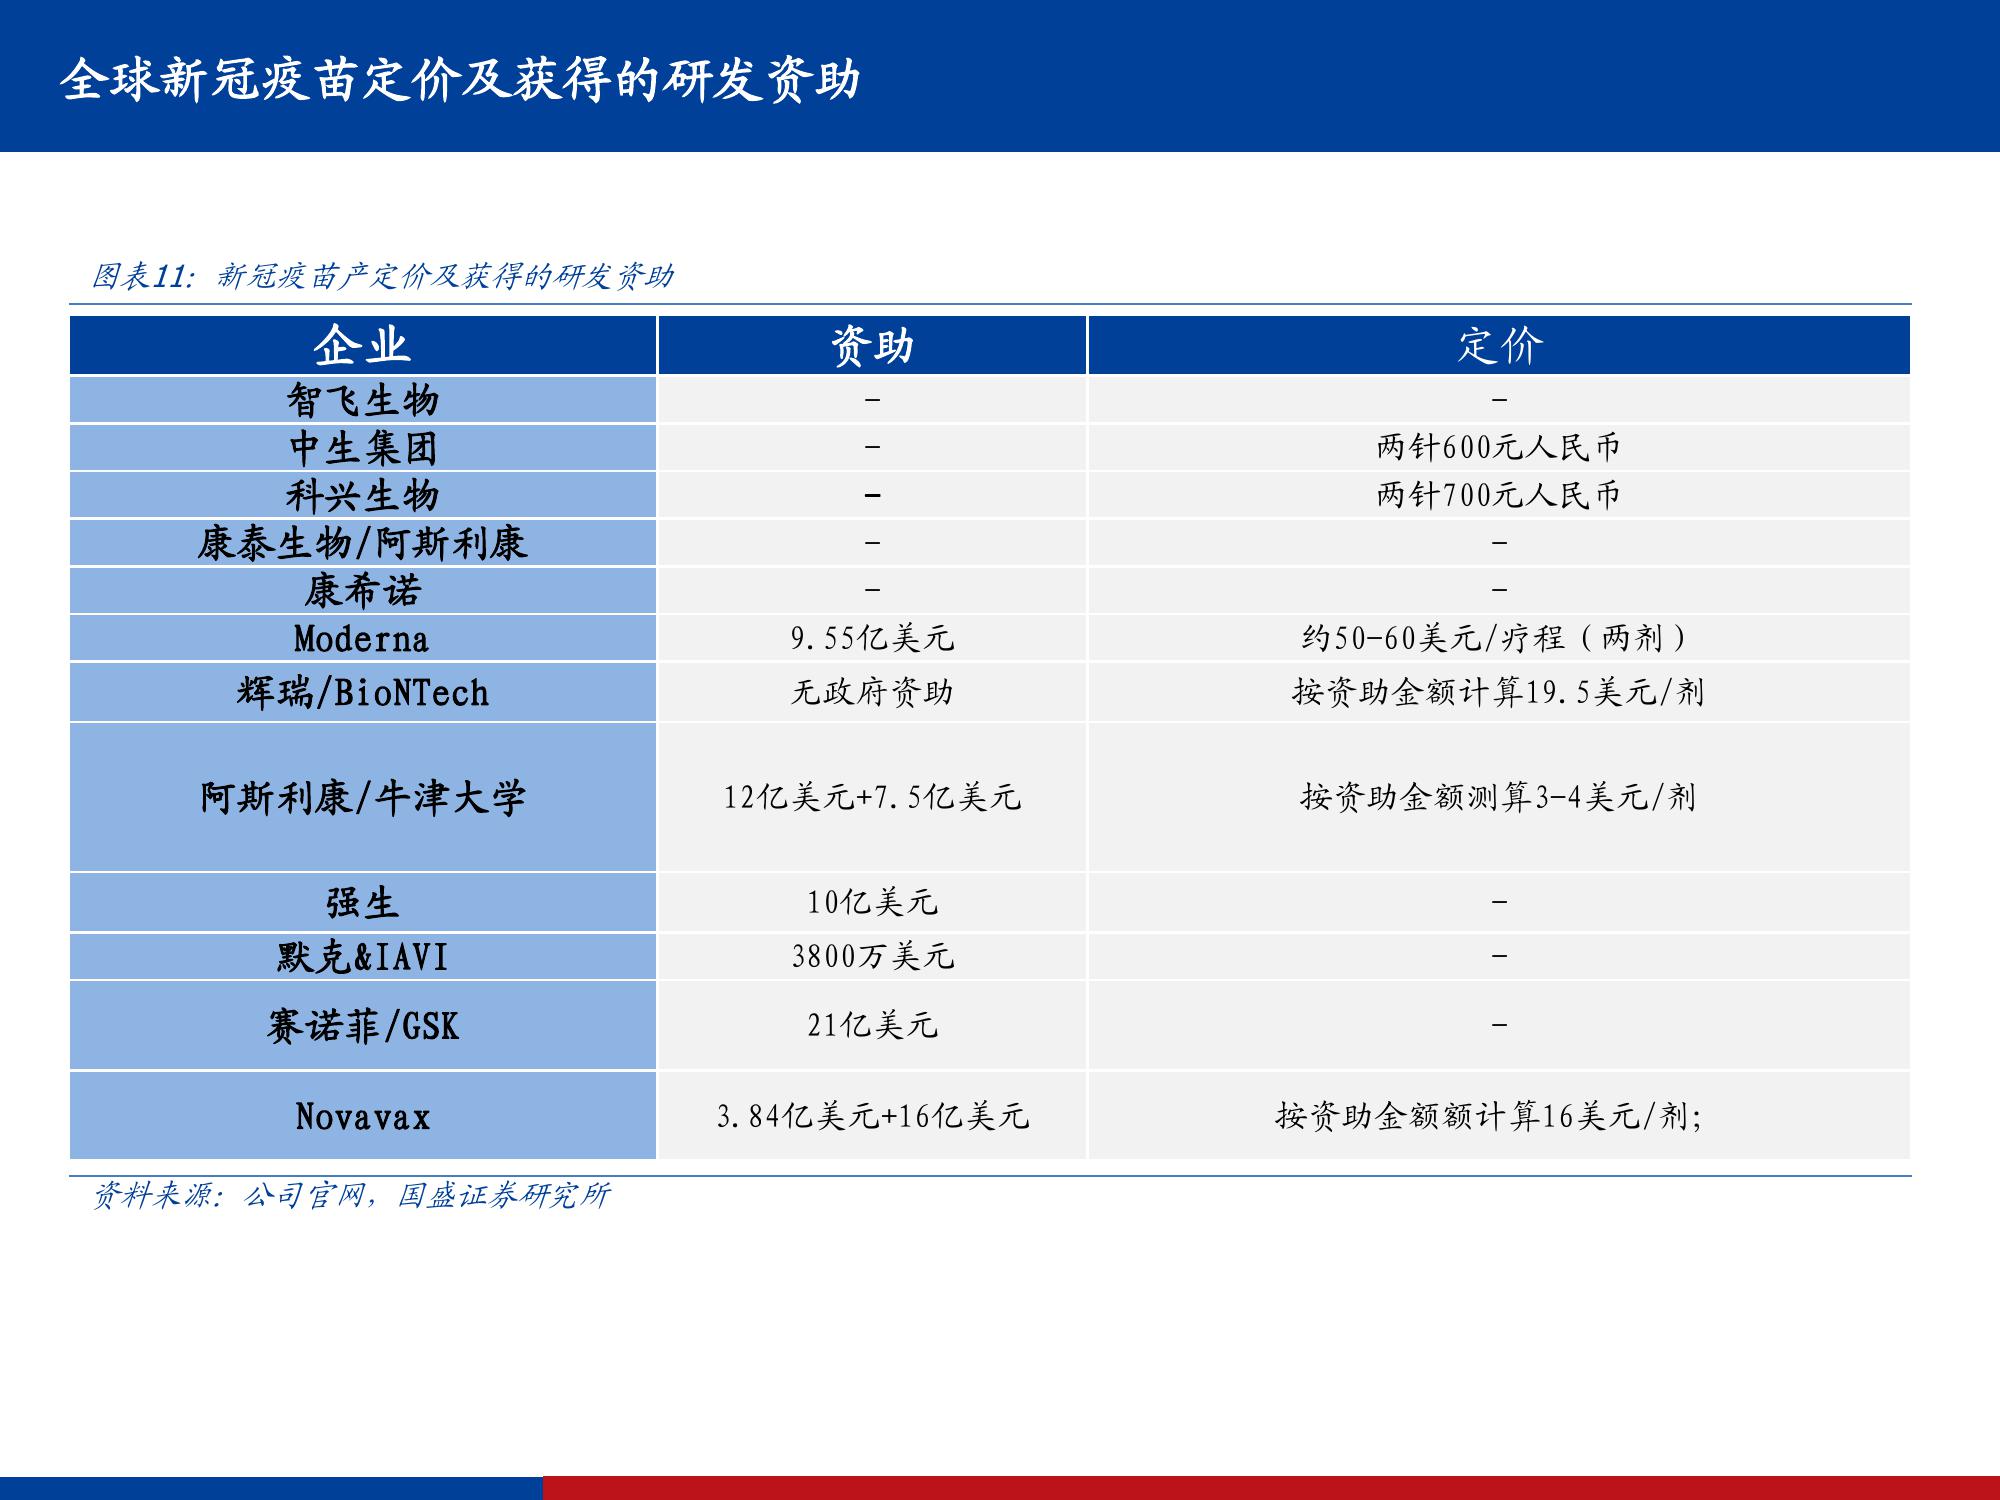 全球新冠疫苗定价及获得的研发资助
图表11：新冠疫苗产定价及获得的研发资助
企业 资助 定价
智飞生物 - -
中生集团 - 两针600元人民币
科兴生物 - 两针700元人民币
康泰生物/阿斯利康 - -
康希诺 - -
Moderna 9.55亿美元 约50-60美元/疗程（两剂）
辉瑞/BioNTech 无政府资助 按资助金额计算19.5美元/剂
阿斯利康/牛津大学 12亿美元+7.5亿美元 按资助金额测算3-4美元/剂
强生 10亿美元 -
默克&IAVI 3800万美元 -
赛诺菲/GSK 21亿美元 -
Novavax 3.84亿美元+16亿美元 按资助金额额计算16美元/剂;
资料来源：公司官网，国盛证券研究所